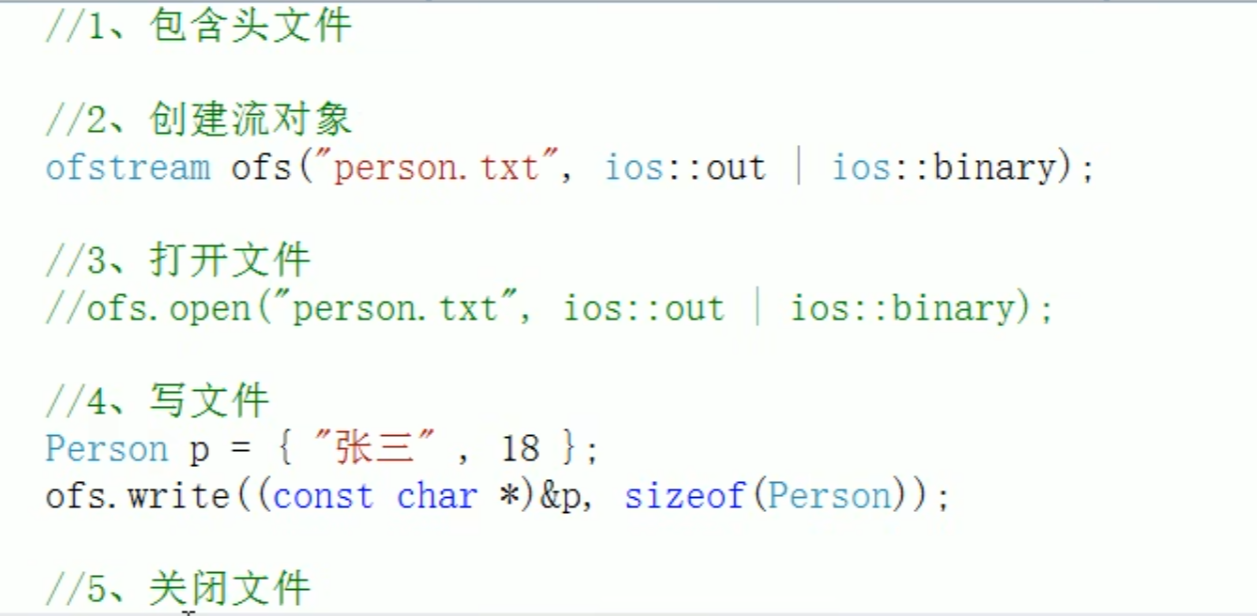 //1、包含头文件
//2、创建流对象
ofstream ofs("person.txt", ios::out | ios::binary);
//3、打开文件
//ofs.open("person.txt", ios::out | ios::binary);
//4、写文件
Person p = { "张三" , 18 };
ofs.write((const char *)&p, sizeof(Person));
//5、关闭文件